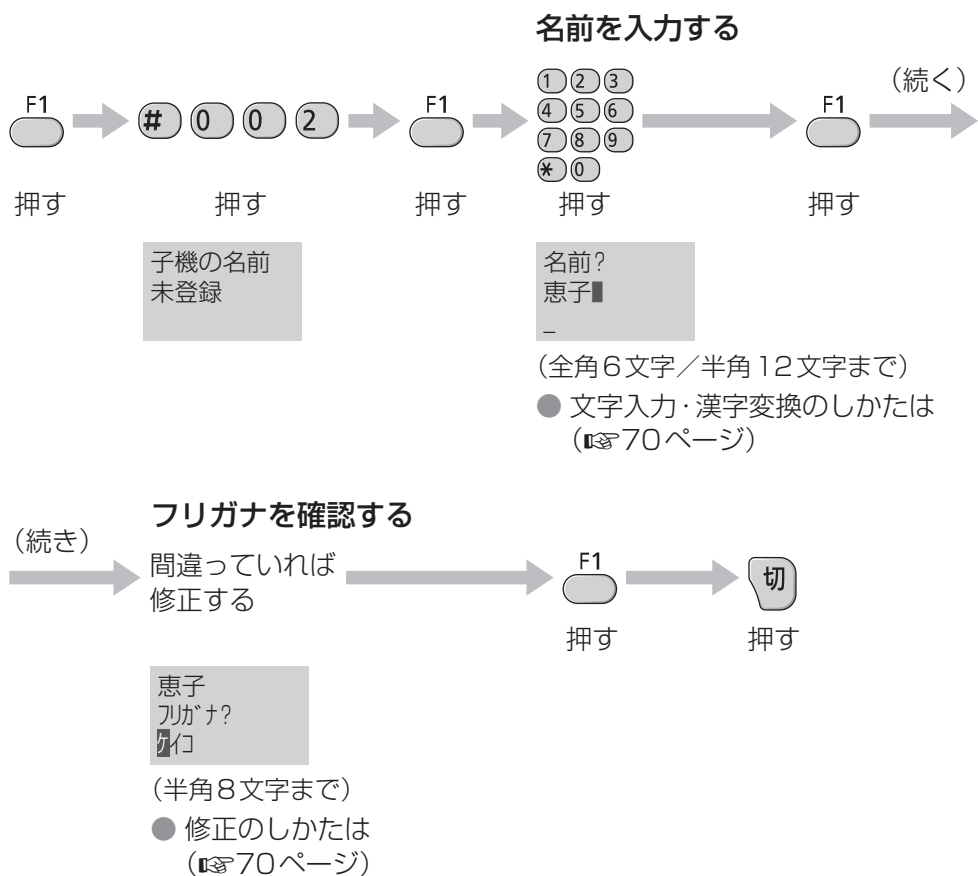 名前を入力する
F1
# 0 0 2
F1
1 2 3
4 5 6
7 8 9
* 0
F1
（続く）
押す
押す
押す
押す
押す
子機の名前
未登録
名前?
恵子
_
（全角6文字／半角12文字まで）
● 文字入力・漢字変換のしかたは
（☞70ページ）
（続き）
フリガナを確認する
間違っていれば
修正する
F1
切
押す
押す
恵子
ﾌﾘｶﾞﾅ?
ｹｲｺ
（半角8文字まで）
● 修正のしかたは
（☞70ページ）